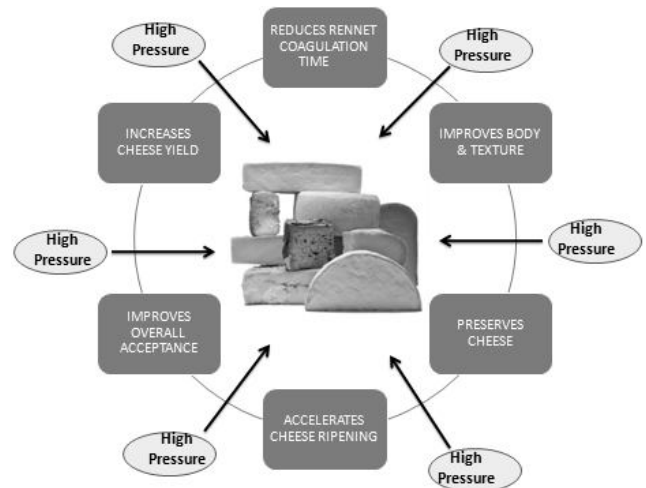 High
Pressure
REDUCES RENNET
COAGULATION
TIME
High
Pressure
INCREASES
CHEESE YIELD
IMPROVES BODY
& TEXTURE
High
Pressure
High
Pressure
IMPROVES
OVERALL
ACCEPTANCE
PRESERVES
CHEESE
High
Pressure
ACCELERATES
CHEESE RIPENING
High
Pressure